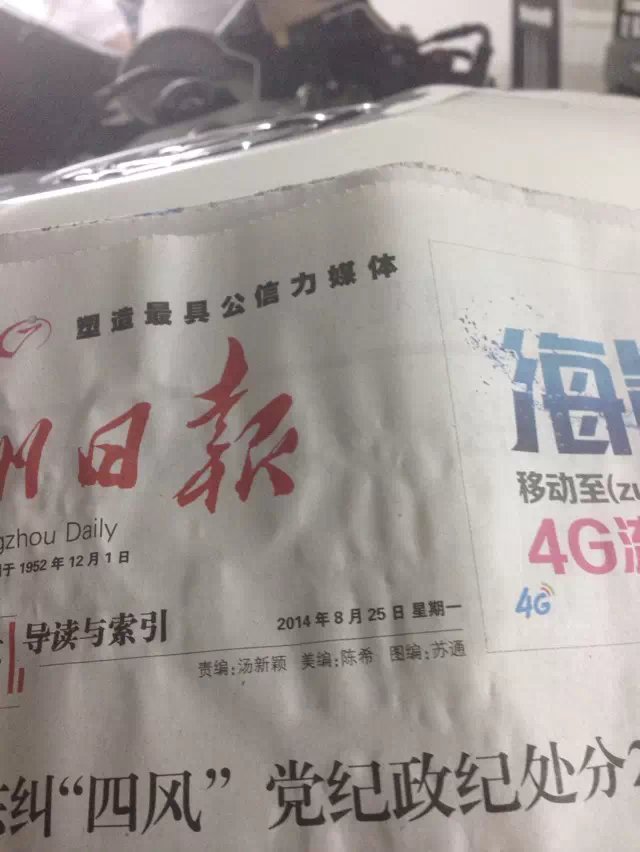 塑造最具公信力媒体
州日报
gzhou Daily
于 1952 年 12 月 1 日
导读与索引
2014 年 8 月 25 日 星期一
责编:汤新颖 美编:陈希 图编:苏通
纠“四风” 党纪政纪处分
海
移动至(zu
4G流
4G